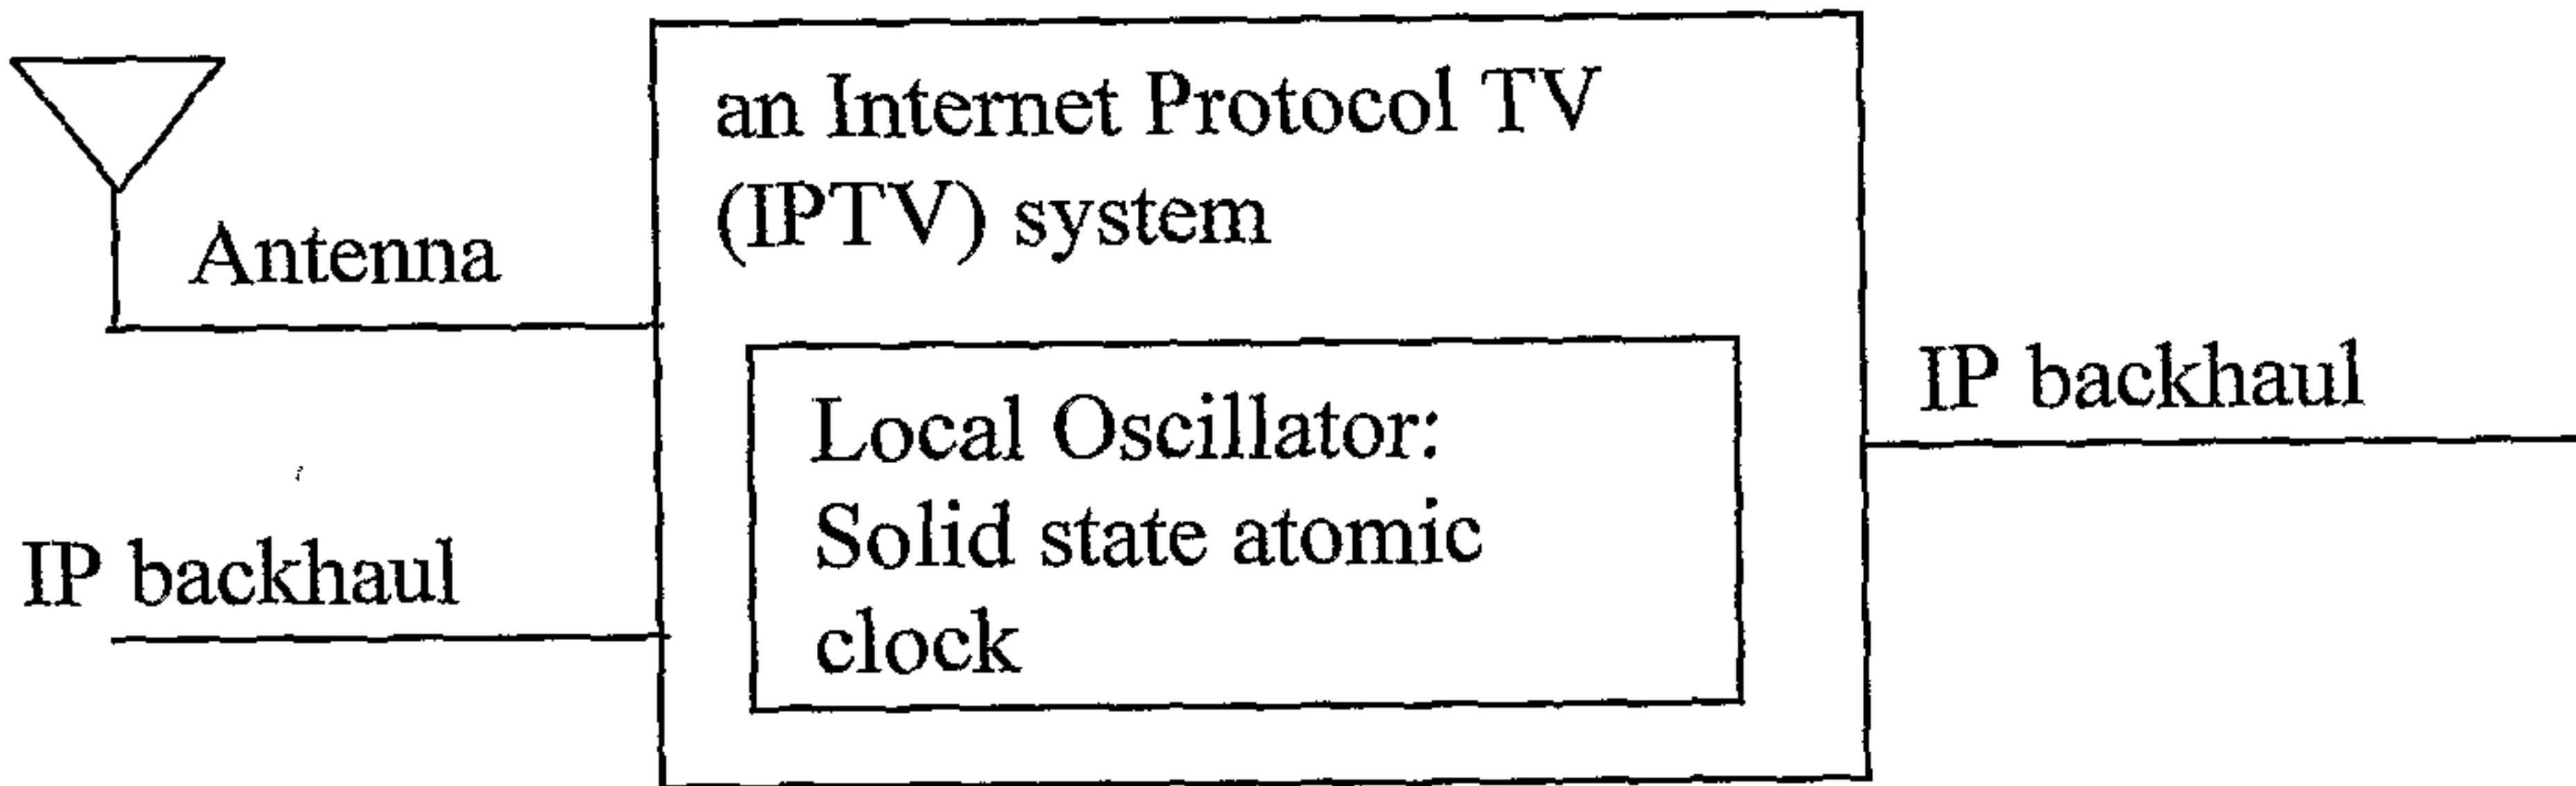 an Internet Protocol TV
(IPTV) system
Antenna
Local Oscillator:
Solid state atomic
clock
IP backhaul
IP backhaul